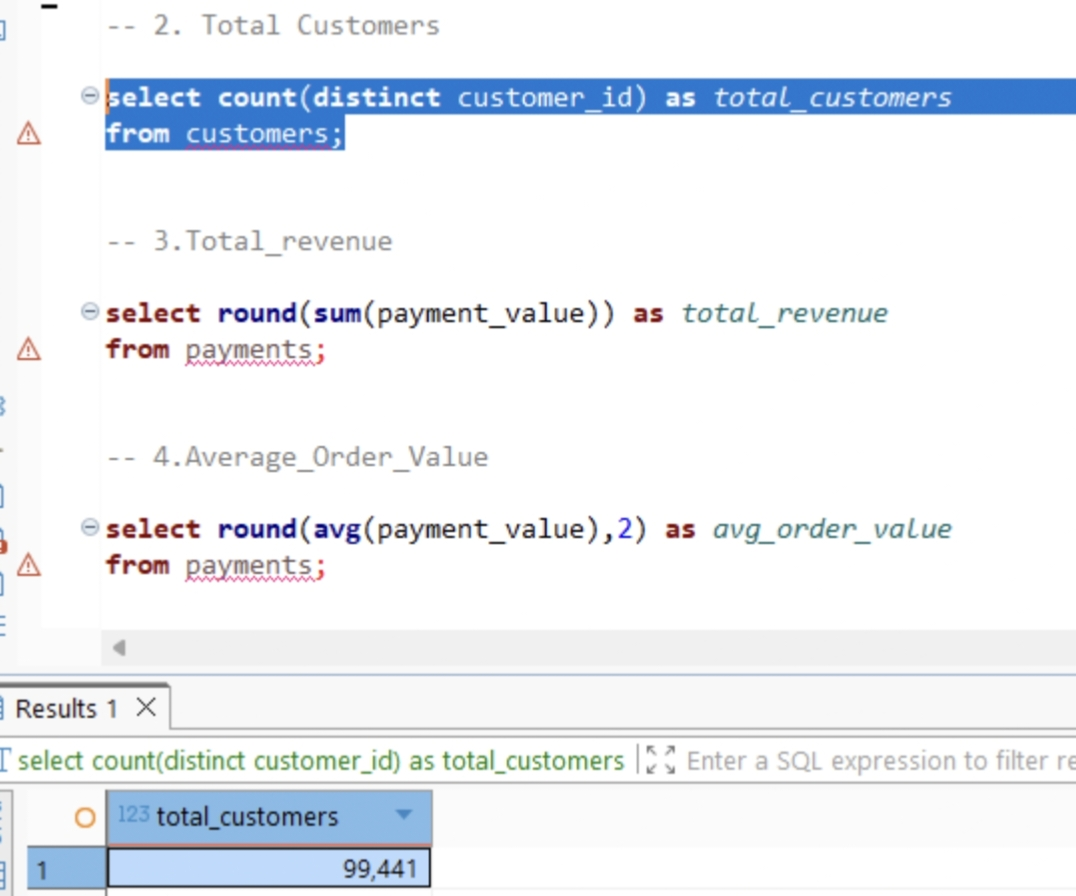 -- 2. Total Customers
select count(distinct customer_id) as total_customers
from customers;
-- 3.Total_revenue
select round(sum(payment_value)) as total_revenue
from payments;
-- 4.Average_Order_Value
select round(avg(payment_value),2) as avg_order_value
from payments;
Results 1
select count(distinct customer_id) as total_customers
Enter a SQL expression to filter re
123 total_customers
1
99,441